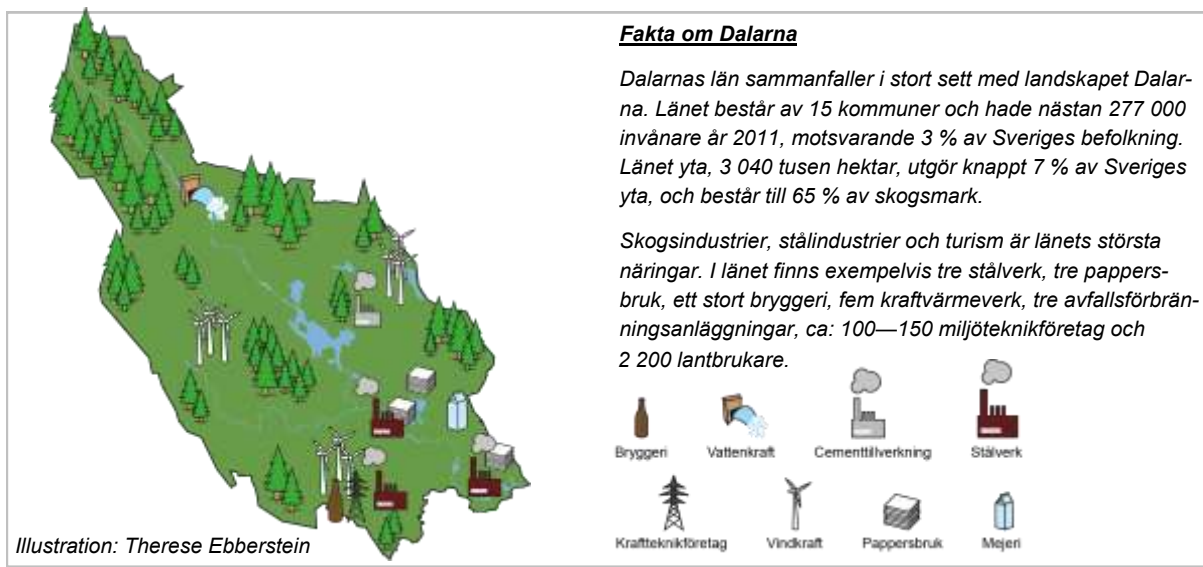 Fakta om Dalarna
Dalarnas län sammanfaller i stort sett med landskapet Dalar-
na. Länet består av 15 kommuner och hade nästan 277 000
invånare år 2011, motsvarande 3 % av Sveriges befolkning.
Länet yta, 3 040 tusen hektar, utgör knappt 7 % av Sveriges
yta, och består till 65 % av skogsmark.
Skogsindustrier, stålindustrier och turism är länets största
näringar. I länet finns exempelvis tre stålverk, tre pappers-
bruk, ett stort bryggeri, fem kraftvärmeverk, tre avfallsförbrän-
ningsanläggningar, ca: 100—150 miljöteknikföretag och
2 200 lantbrukare.
Bryggeri Vattenkraft Cementtillverkning Stålverk
Kraftteknikföretag Vindkraft Pappersbruk Mejeri
Illustration: Therese Ebberstein